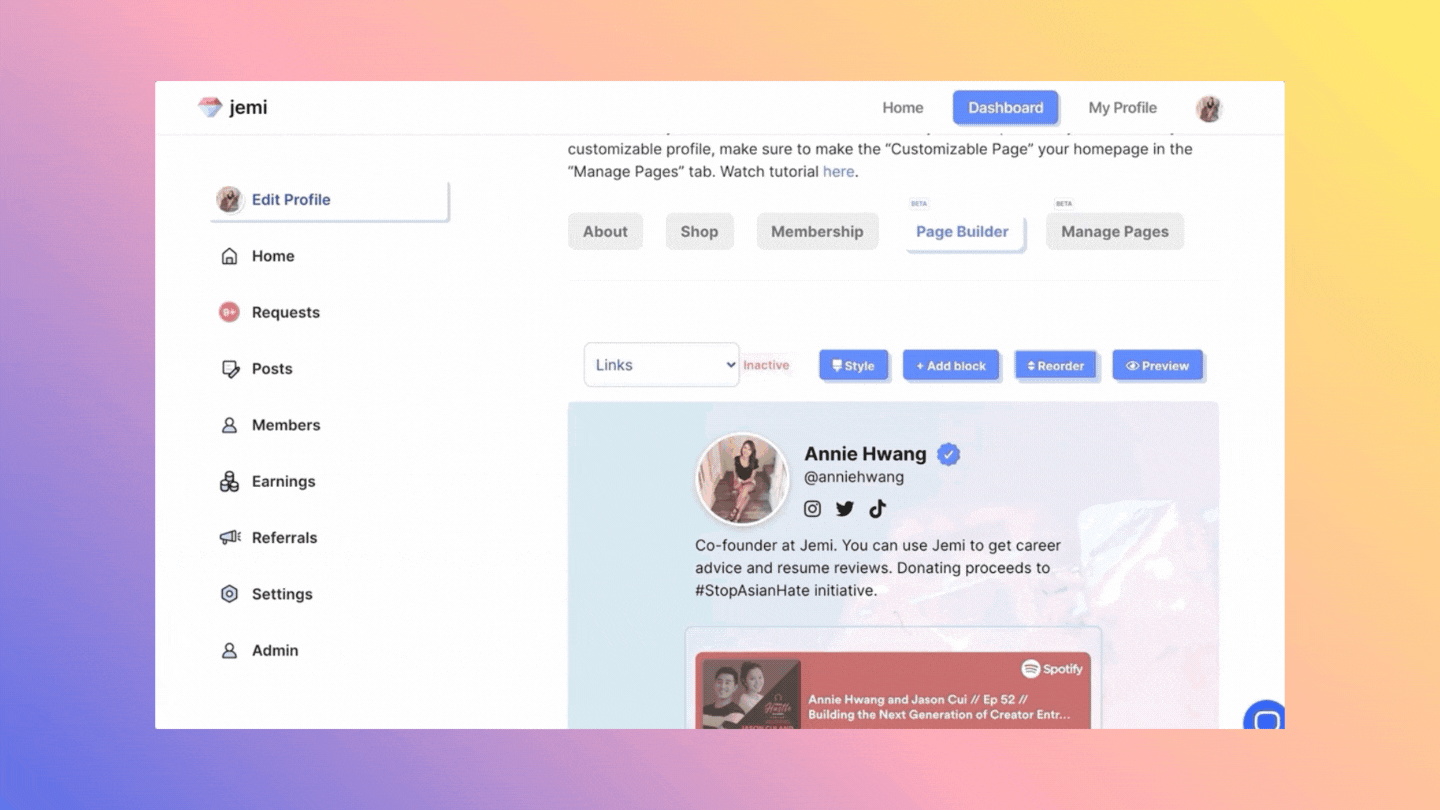 jemi
Home
Dashboard
My Profile
customizable profile, make sure to make the “Customizable Page” your homepage in the
“Manage Pages” tab. Watch tutorial here.
Edit Profile
Home
9+
Requests
Posts
Members
Earnings
Referrals
Settings
Admin
BETA
BETA
About
Shop
Membership
Page Builder
Manage Pages
Links
Inactive
Style
+ Add block
Reorder
Preview
Annie Hwang
@anniehwang
Co-founder at Jemi. You can use Jemi to get career
advice and resume reviews. Donating proceeds to
#StopAsianHate initiative.
Spotify
Annie Hwang and Jason Cui // Ep 52 //
Building the Next Generation of Creator Entr...
Hustle